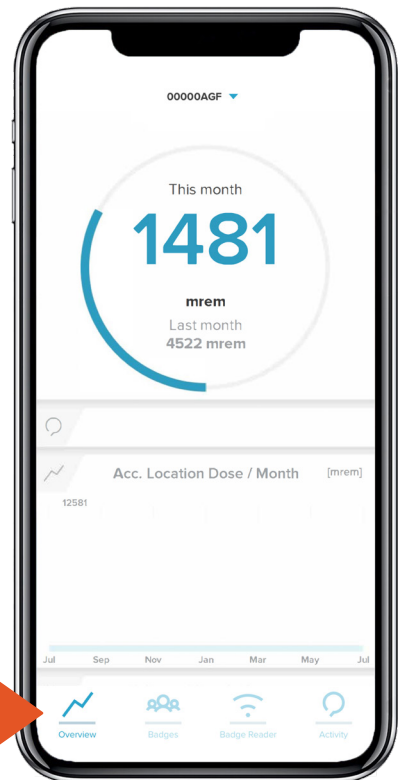 00000AGF
This month
1481
mrem
Last month
4522 mrem
Acc. Location Dose / Month [mrem]
12581
Jul Sep Nov Jan Mar May Jul
Overview Badges Badge Reader Activity